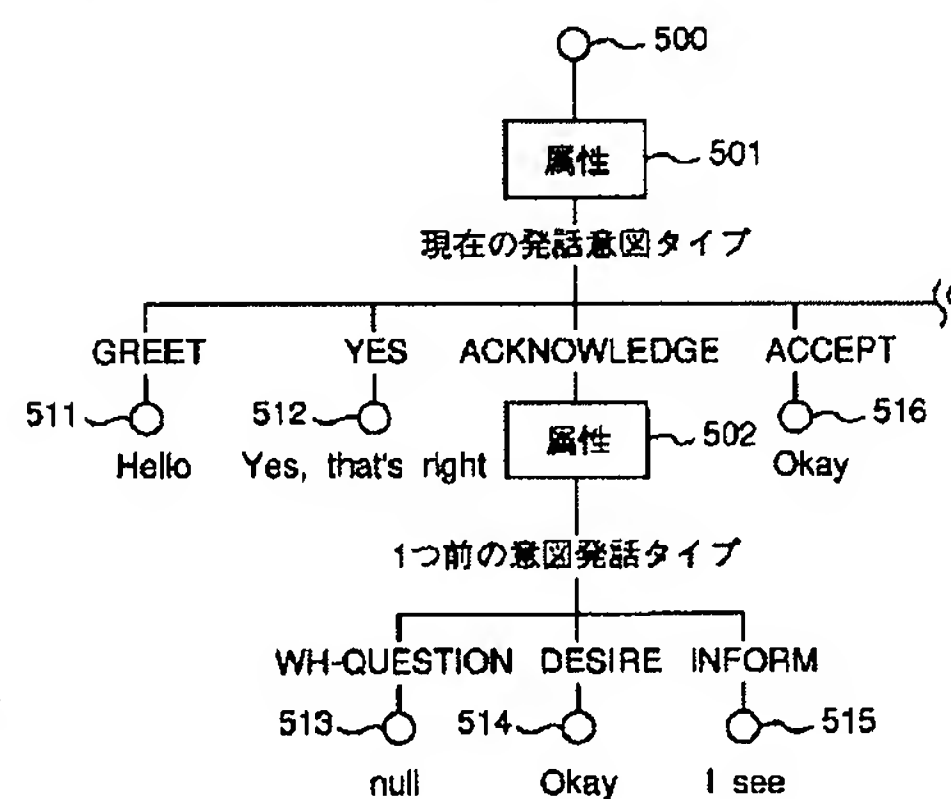 500
属性 501
現在の発話意図タイプ
GREET YES ACKNOWLEDGE ACCEPT
511 512 属性 502 516
Hello Yes, that's right Okay
1つ前の意図発話タイプ
WH-QUESTION DESIRE INFORM
513 514 515
null Okay I see